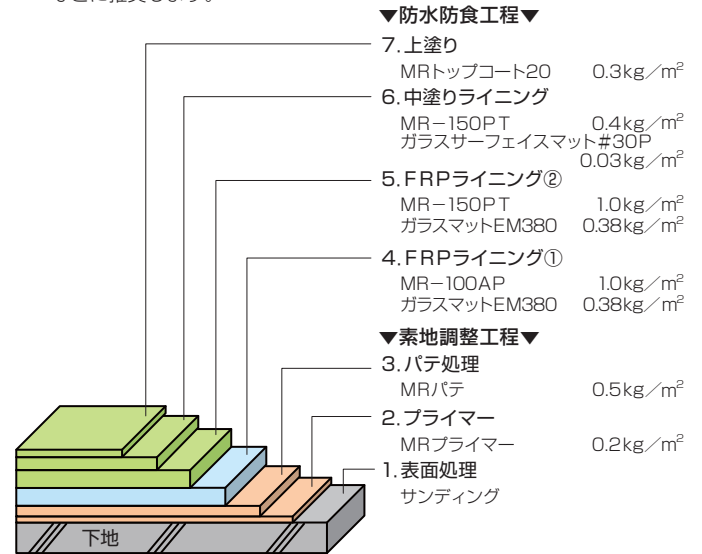 ▼防水防食工程▼
7.上塗り
MRトップコート20 0.3kg／m²
6.中塗りライニング
MR－150PT 0.4kg／m²
ガラスサーフェイスマット#30P
0.03kg／m²
5.FRPライニング②
MR－150PT 1.0kg／m²
ガラスマットEM380 0.38kg／m²
4.FRPライニング①
MR－100AP 1.0kg／m²
ガラスマットEM380 0.38kg／m²
▼素地調整工程▼
3.パテ処理
MRパテ 0.5kg／m²
2.プライマー
MRプライマー 0.2kg／m²
1.表面処理
サンディング
下地